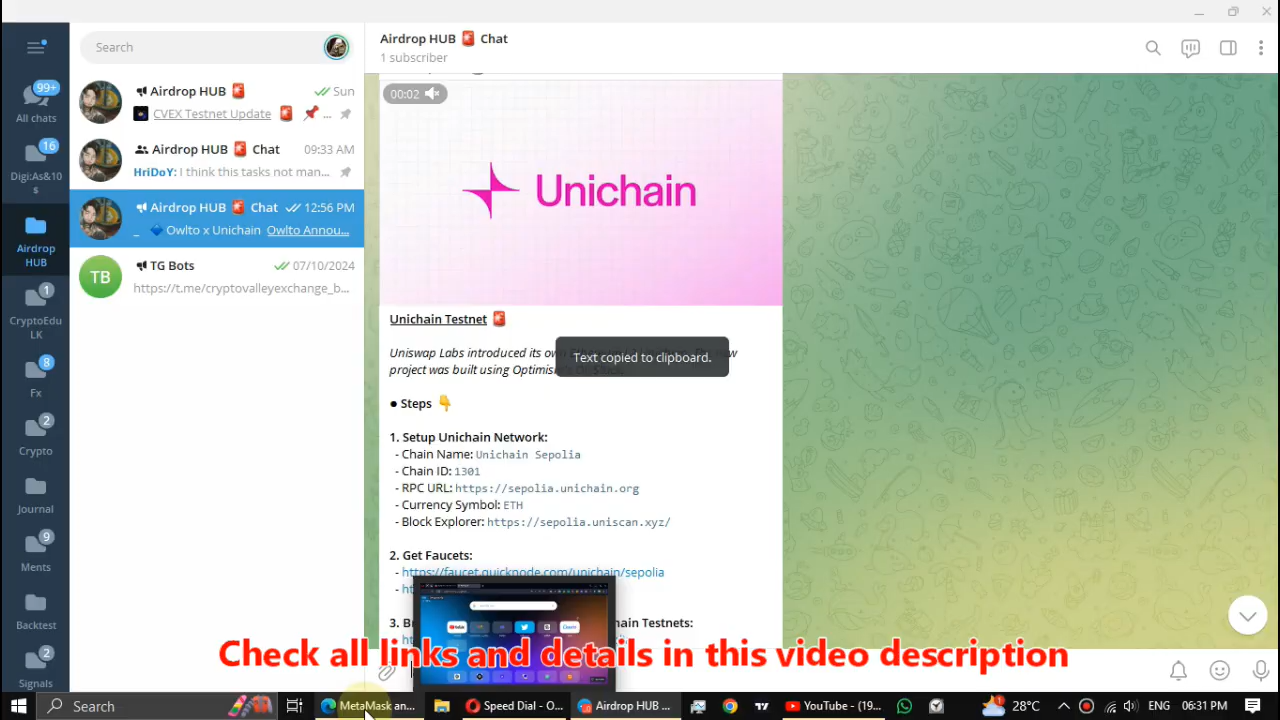 Search
Airdrop HUB 🚨 Chat
1 subscriber
99+
All chats
Airdrop HUB 🚨
Sun
CVEX Testnet Update 🚨 📌 ...
00:02
16
Digi:As&10
$
Airdrop HUB 🚨 Chat
09:33 AM
HriDoY: I think this tasks not man...
Unichain
Airdrop
HUB
Airdrop HUB 🚨 Chat
12:56 PM
_ 🔷 Owlto x Unichain Owlto Annou...
TB
TG Bots
07/10/2024
https://t.me/cryptovalleyexchange_b...
1
CryptoEdu
LK
8
Fx
2
Crypto
Journal
9
Ments
Backtest
2
Signals
Unichain Testnet 🚨
Uniswap Labs introduced its own
project was built using Optimis
Text copied to clipboard.
● Steps 👇
1. Setup Unichain Network:
- Chain Name: Unichain Sepolia
- Chain ID: 1301
- RPC URL: https://sepolia.unichain.org
- Currency Symbol: ETH
- Block Explorer: https://sepolia.uniscan.xyz/
2. Get Faucets:
- https://faucet.quicknode.com/unichain/sepolia
- ht
3. Br
hain Testnets:
Check all links and details in this video description
Search
MetaMask an...
Speed Dial - O...
Airdrop HUB ...
YouTube - (19...
28°C
06:31 PM